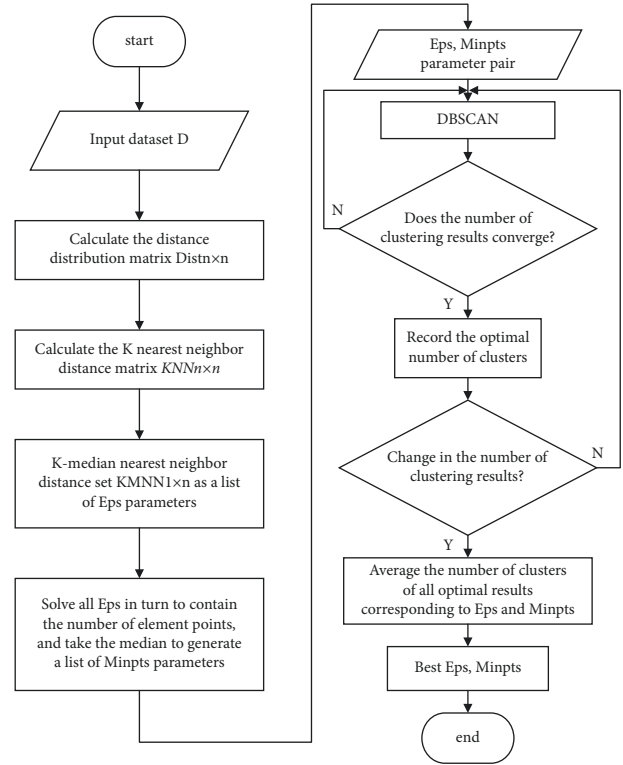 start
Input dataset D
Calculate the distance
distribution matrix Distn×n
Calculate the K nearest neighbor
distance matrix KNNn×n
K-median nearest neighbor
distance set KMNN1×n as a list
of Eps parameters
Solve all Eps in turn to contain
the number of element points,
and take the median to generate
a list of Minpts parameters
Eps, Minpts
parameter pair
DBSCAN
N
Does the number of
clustering results converge?
Y
Record the optimal
number of clusters
N
Change in the number of
clustering results?
Y
Average the number of clusters
of all optimal results
corresponding to Eps and Minpts
Best Eps, Minpts
end